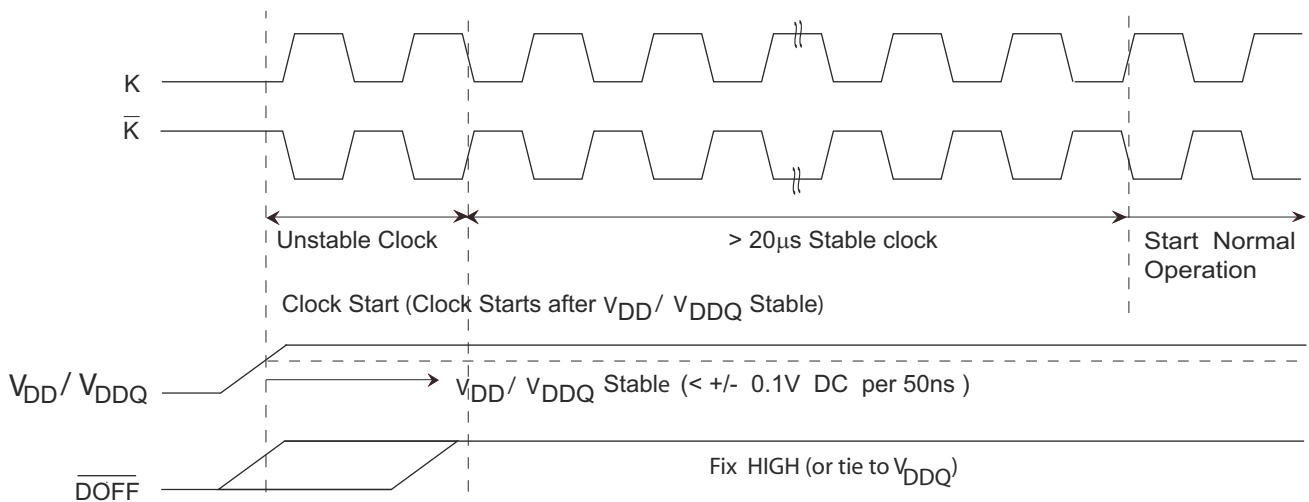 K
K
Unstable Clock
> 20μs Stable clock
Start Normal
Operation
Clock Start (Clock Starts after VDD / VDDQ Stable)
VDD / VDDQ
VDD / VDDQ Stable (< +/- 0.1V DC per 50ns )
DOFF
Fix HIGH (or tie to VDDQ)